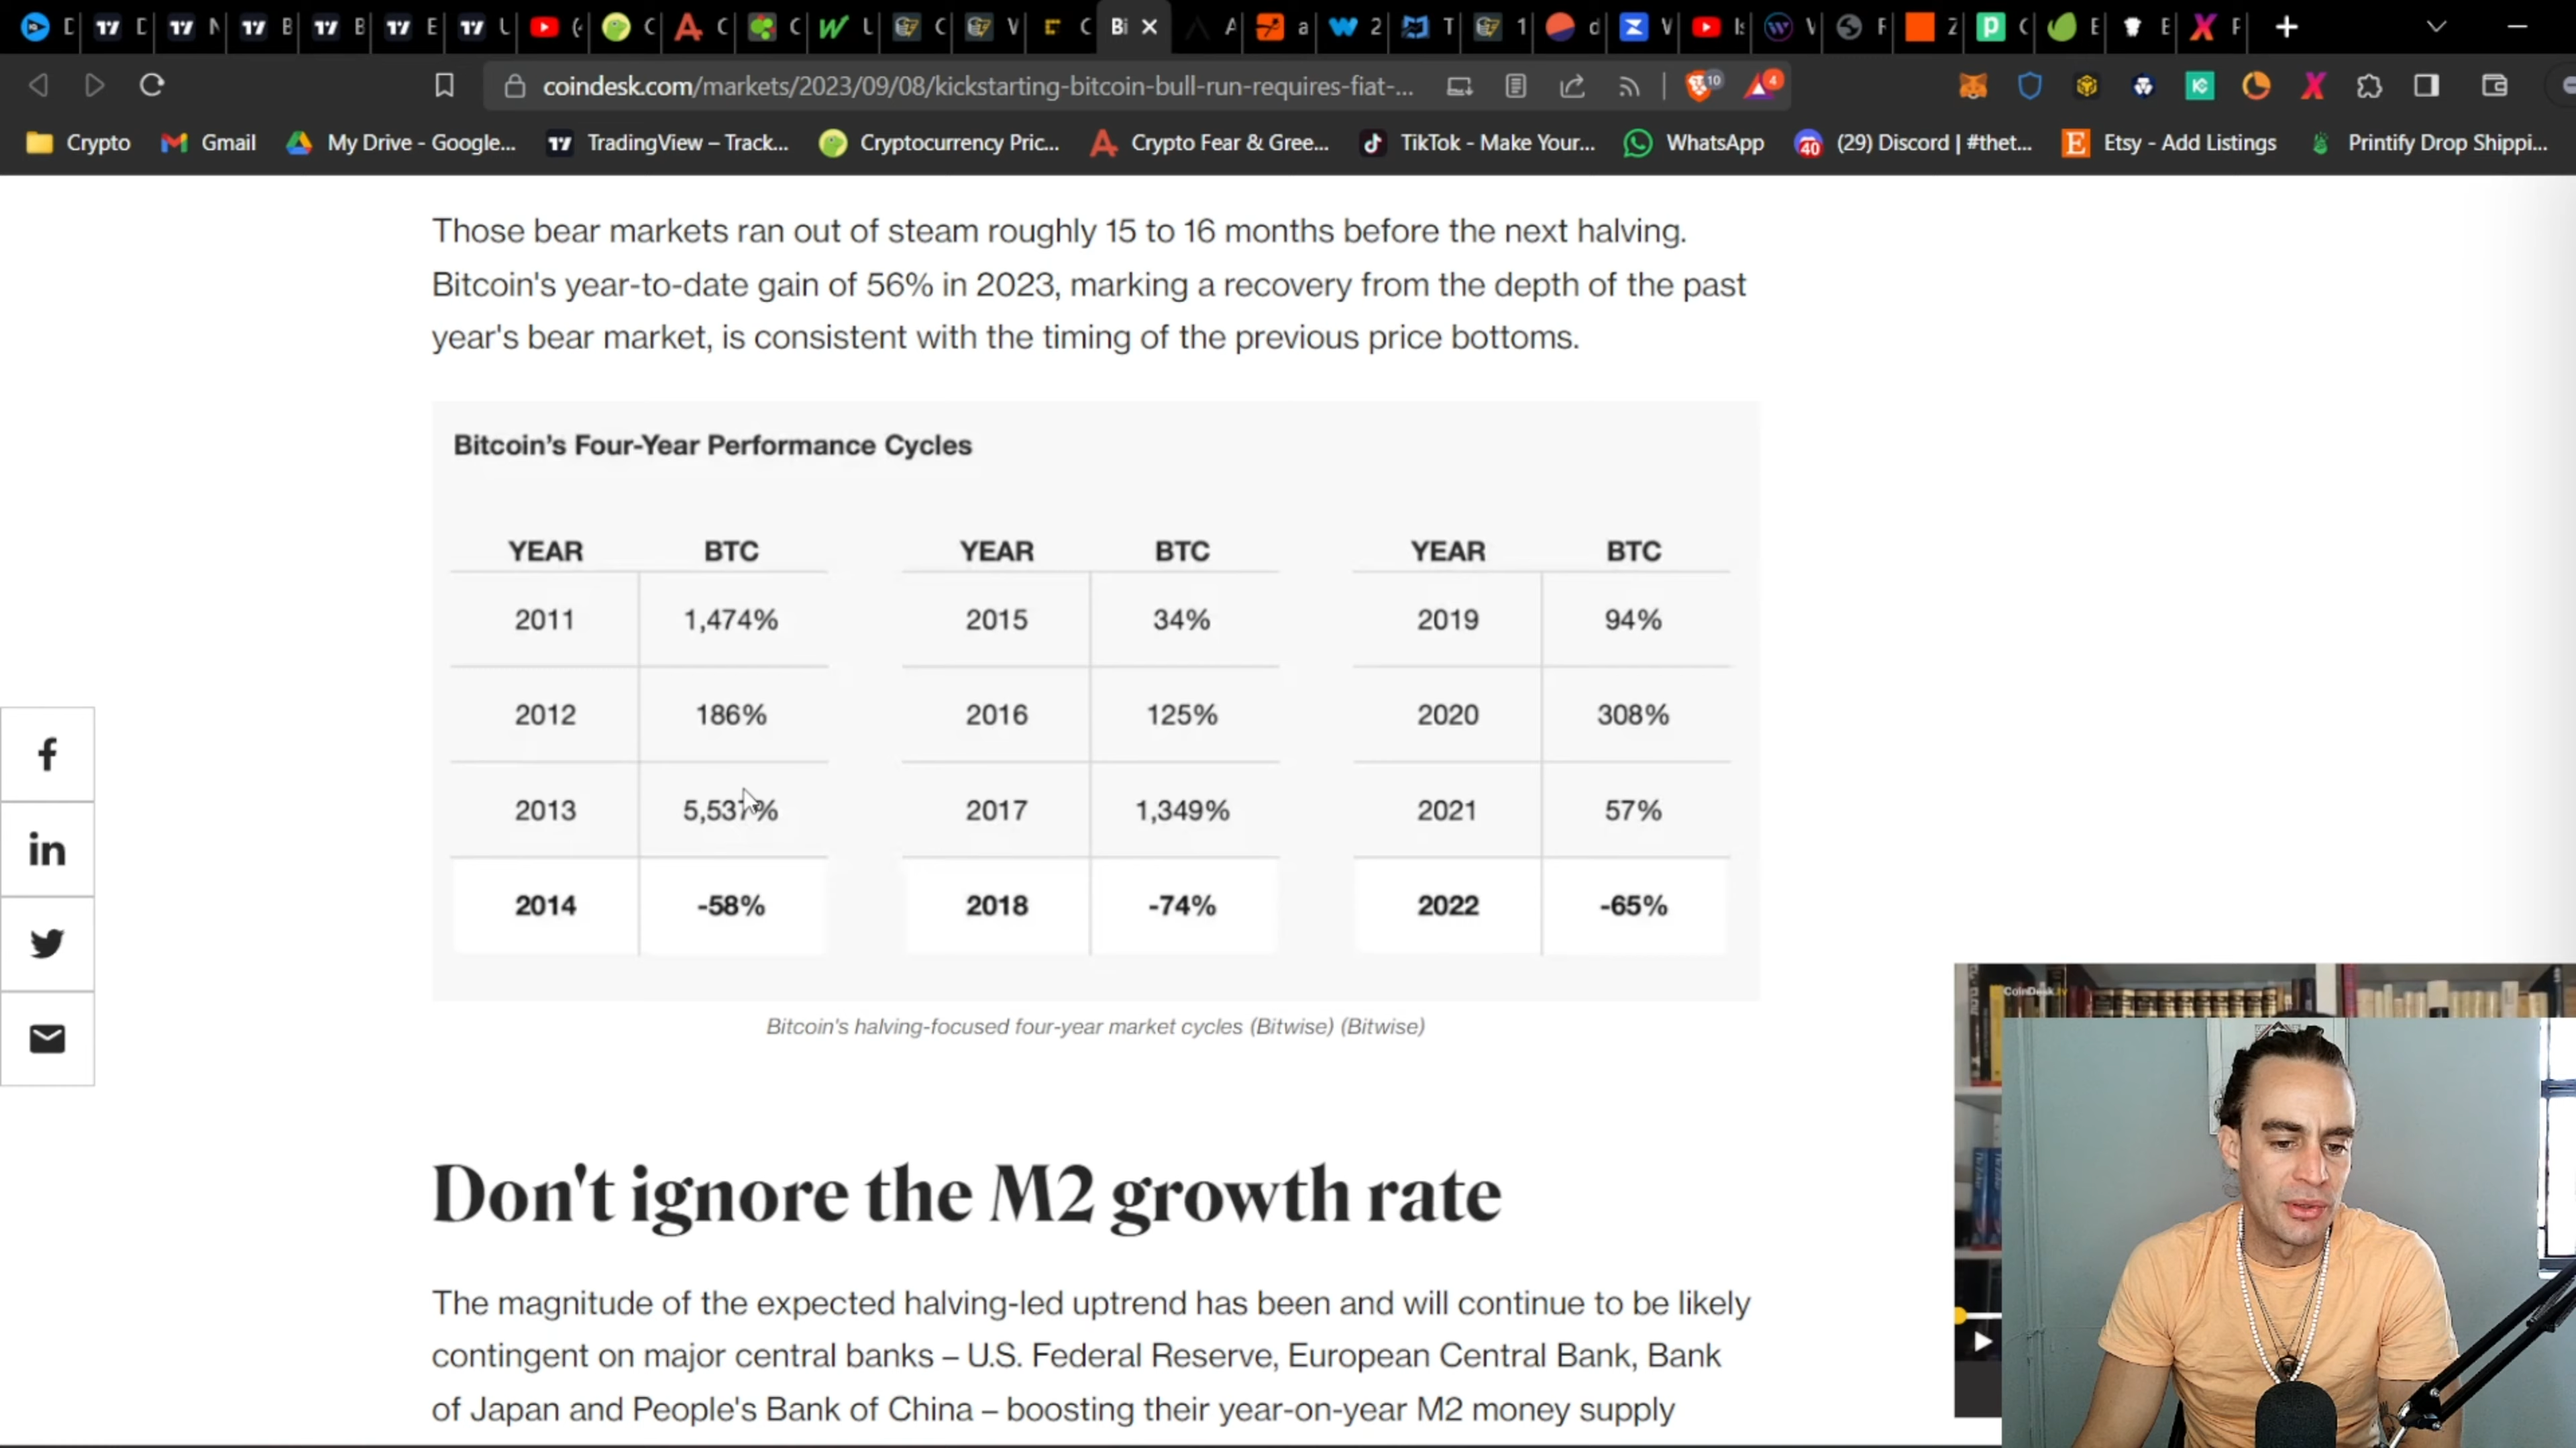 coindesk.com/markets/2023/09/08/kickstarting-bitcoin-bull-run-requires-fiat-...
10
4
Crypto
Gmail
My Drive - Google...
TradingView – Track...
Cryptocurrency Pric...
Crypto Fear & Gree...
TikTok - Make Your...
WhatsApp
40
(29) Discord | #thet...
Etsy - Add Listings
Printify Drop Shippi...
Those bear markets ran out of steam roughly 15 to 16 months before the next halving.
Bitcoin's year-to-date gain of 56% in 2023, marking a recovery from the depth of the past
year's bear market, is consistent with the timing of the previous price bottoms.
Bitcoin's Four-Year Performance Cycles
YEAR BTC YEAR BTC YEAR BTC
2011 1,474% 2015 34% 2019 94%
2012 186% 2016 125% 2020 308%
2013 5,537% 2017 1,349% 2021 57%
2014 -58% 2018 -74% 2022 -65%
Bitcoin's halving-focused four-year market cycles (Bitwise) (Bitwise)
CoinDesk tv
Don't ignore the M2 growth rate
The magnitude of the expected halving-led uptrend has been and will continue to be likely
contingent on major central banks – U.S. Federal Reserve, European Central Bank, Bank
of Japan and People's Bank of China – boosting their year-on-year M2 money supply